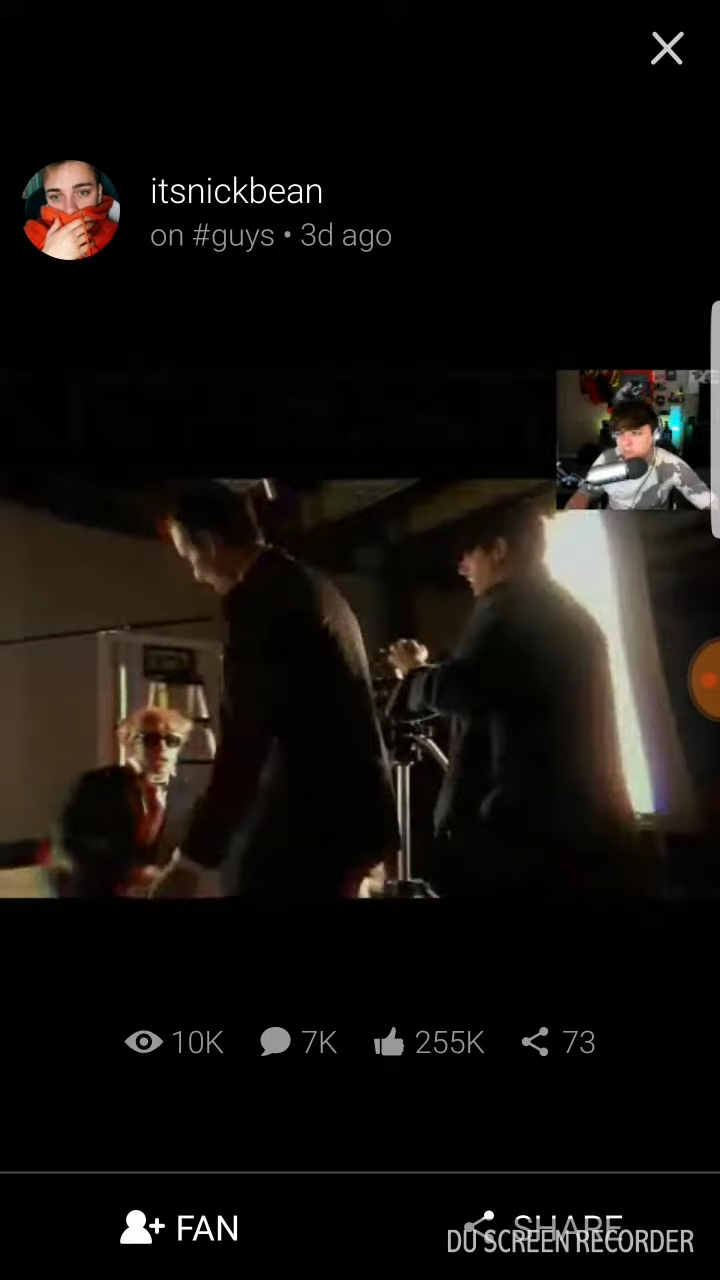 itsnickbean
on #guys • 3d ago
10K 7K 255K 73
FAN SHARE
DU SCREEN RECORDER